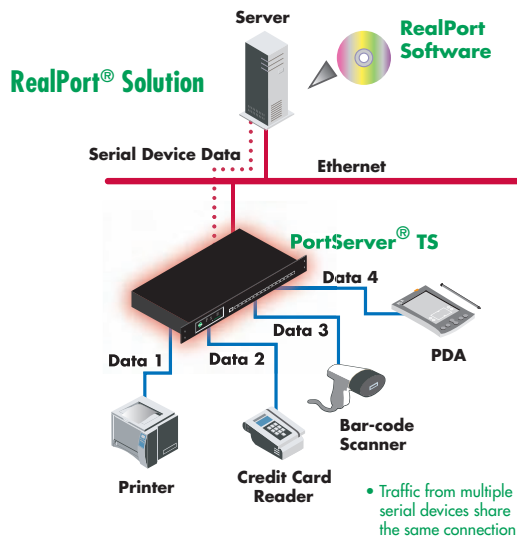 Server
RealPort
Software
RealPort® Solution
Serial Device Data
Ethernet
PortServer® TS
Data 4
Data 3
Data 1
Data 2
PDA
Bar-code
Scanner
Printer
Credit Card
Reader
• Traffic from multiple
serial devices share
the same connection